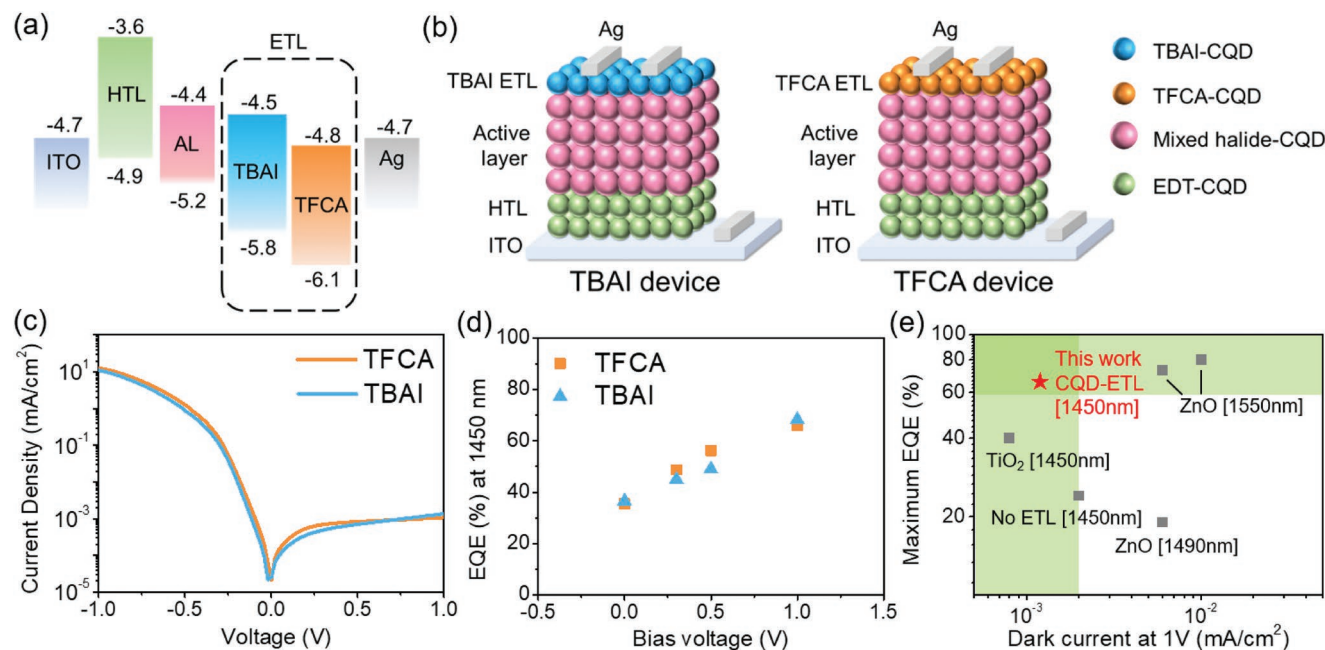 (a)
ETL
-3.6
HTL
-4.9
-4.4
AL
-5.2
-4.5
TBAI
-5.8
-4.8
TFCA
-6.1
-4.7
ITO
-4.7
Ag
(b)
Ag
TBAI ETL
Active
layer
HTL
ITO
TBAI device
Ag
TFCA ETL
Active
layer
HTL
ITO
TFCA device
TBAI-CQD
TFCA-CQD
Mixed halide-CQD
EDT-CQD
(c)
TFCA
TBAI
Current Density (mA/cm²)
10¹
10⁻¹
10⁻³
10⁻⁵
-1.0 -0.5 0.0 0.5 1.0
Voltage (V)
(d)
TFCA
TBAI
EQE (%) at 1450 nm
100
80
60
40
20
0
-0.5 0.0 0.5 1.0 1.5
Bias voltage (V)
(e)
Maximum EQE (%)
100
80
60
40
20
This work
CQD-ETL
[1450nm]
ZnO [1550nm]
TiO₂ [1450nm]
No ETL [1450nm]
ZnO [1490nm]
10⁻³ 10⁻²
Dark current at 1V (mA/cm²)